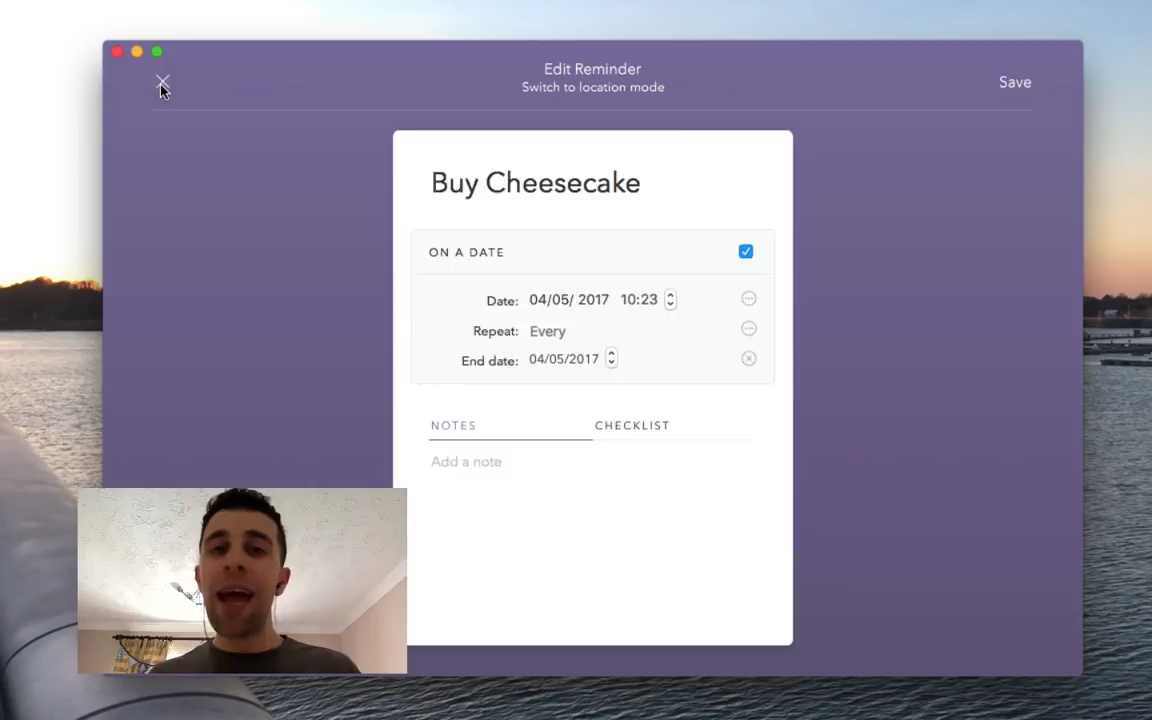 Edit Reminder
Switch to location mode
Save
Buy Cheesecake
ON A DATE
Date: 04/05/ 2017 10:23
Repeat: Every
End date: 04/05/2017
NOTES CHECKLIST
Add a note